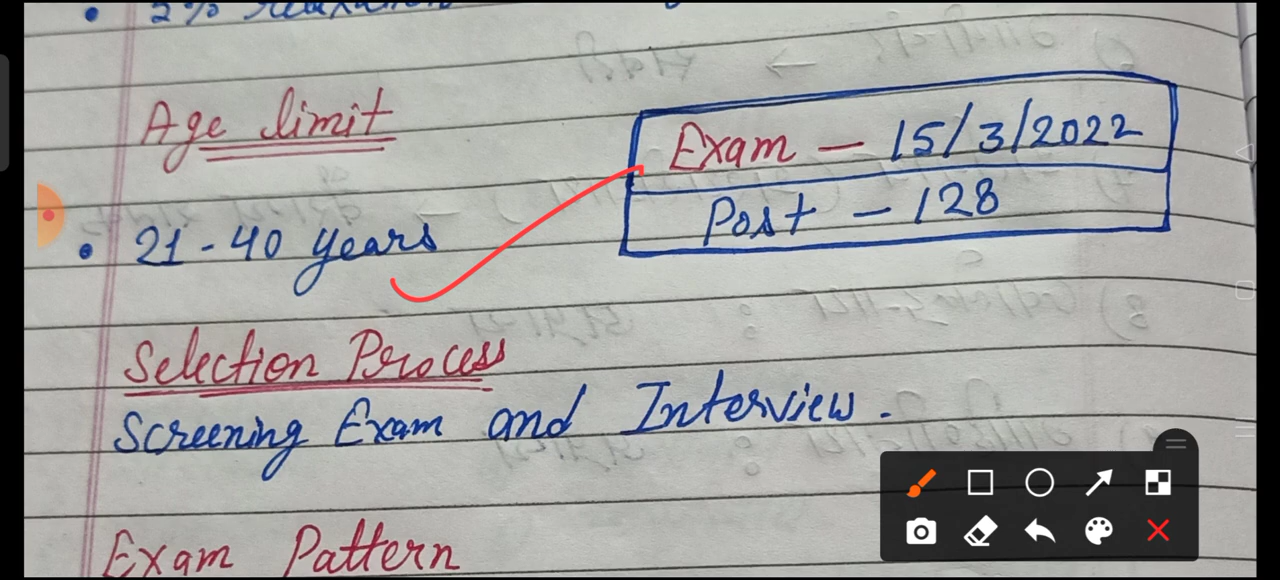 Age limit
Exam – 15/3/2022
Post – 128
• 21-40 years
Selection Process
Screening Exam and Interview.
Exam Pattern